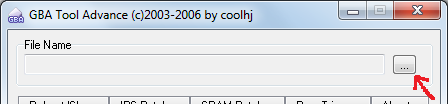 GBA Tool Advance (c)2003-2006 by coolhj
File Name
...